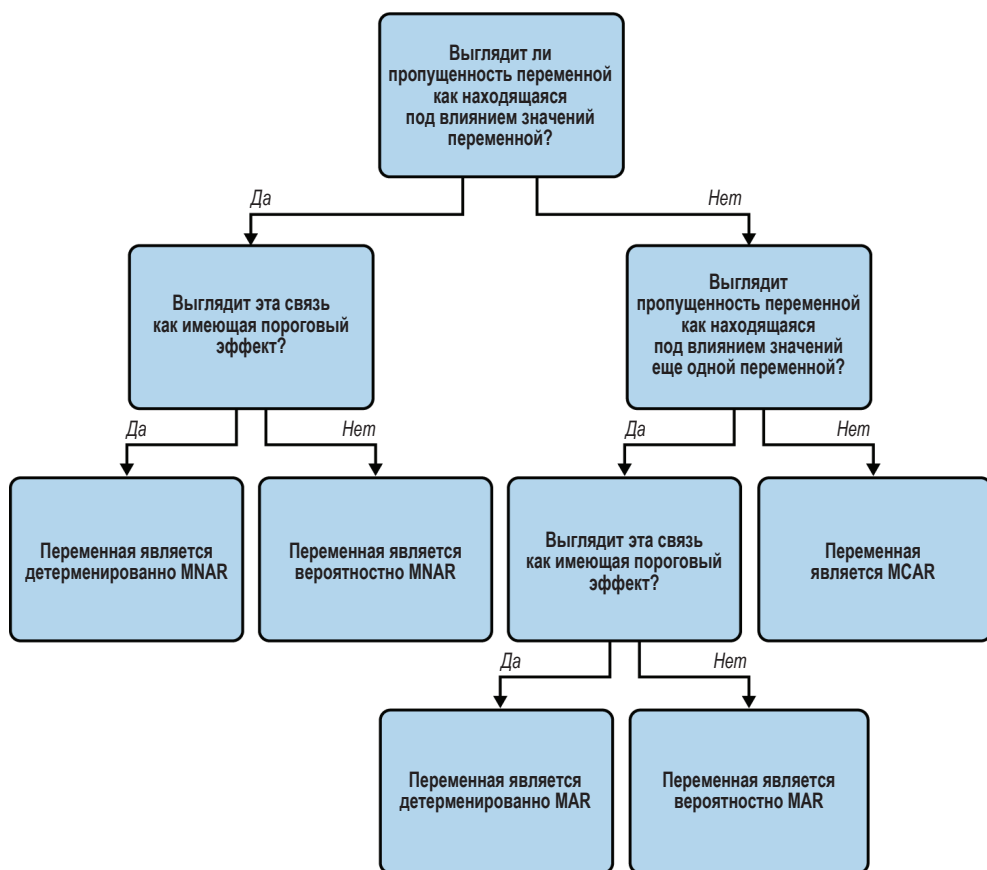 Выглядит ли
пропущенность переменной
как находящаяся
под влиянием значений
переменной?
Да
Нет
Выглядит эта связь
как имеющая пороговый
эффект?
Выглядит
пропущенность переменной
как находящаяся
под влиянием значений
еще одной переменной?
Да
Нет
Да
Нет
Переменная является
детерменированно MNAR
Переменная является
вероятностно MNAR
Выглядит эта связь
как имеющая пороговый
эффект?
Переменная
является MCAR
Да
Нет
Переменная является
детерменированно MAR
Переменная является
вероятностно MAR